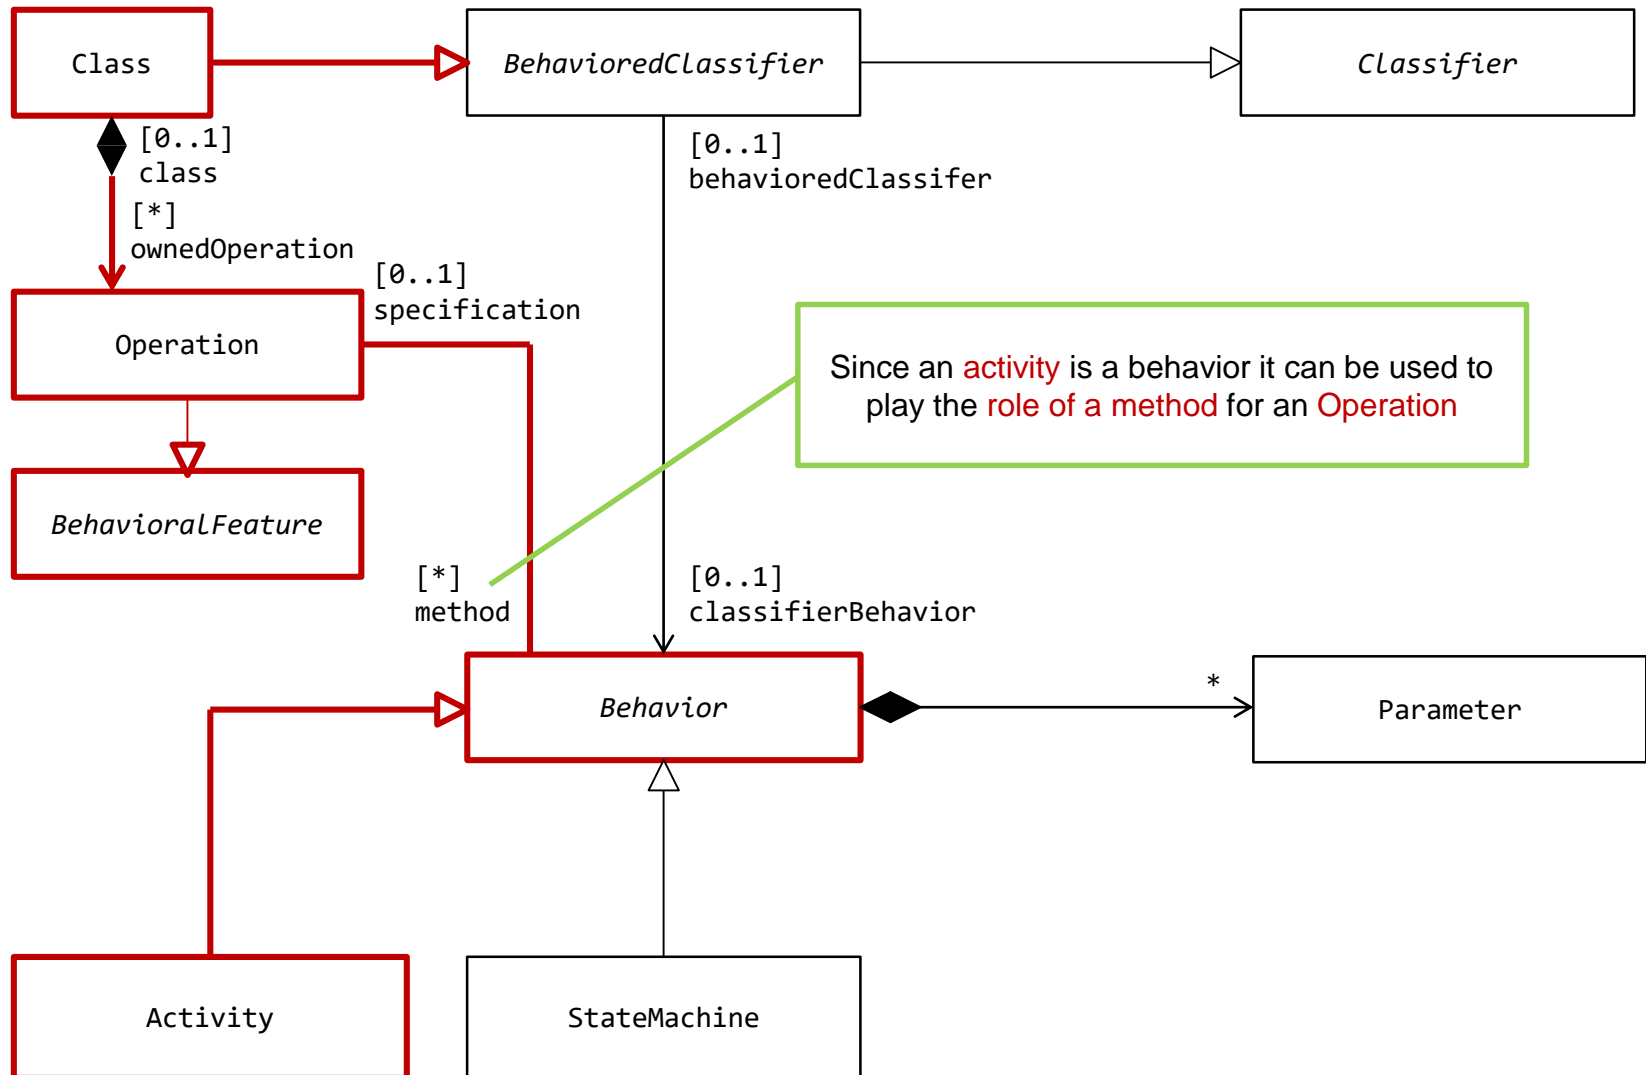 Class
BehavioredClassifier
Classifier
[0..1]
class
[0..1]
behavioredClassifer
[*]
ownedOperation
[0..1]
specification
Operation
Since an activity is a behavior it can be used to
play the role of a method for an Operation
BehavioralFeature
[*]
method
[0..1]
classifierBehavior
Behavior
*
Parameter
Activity
StateMachine